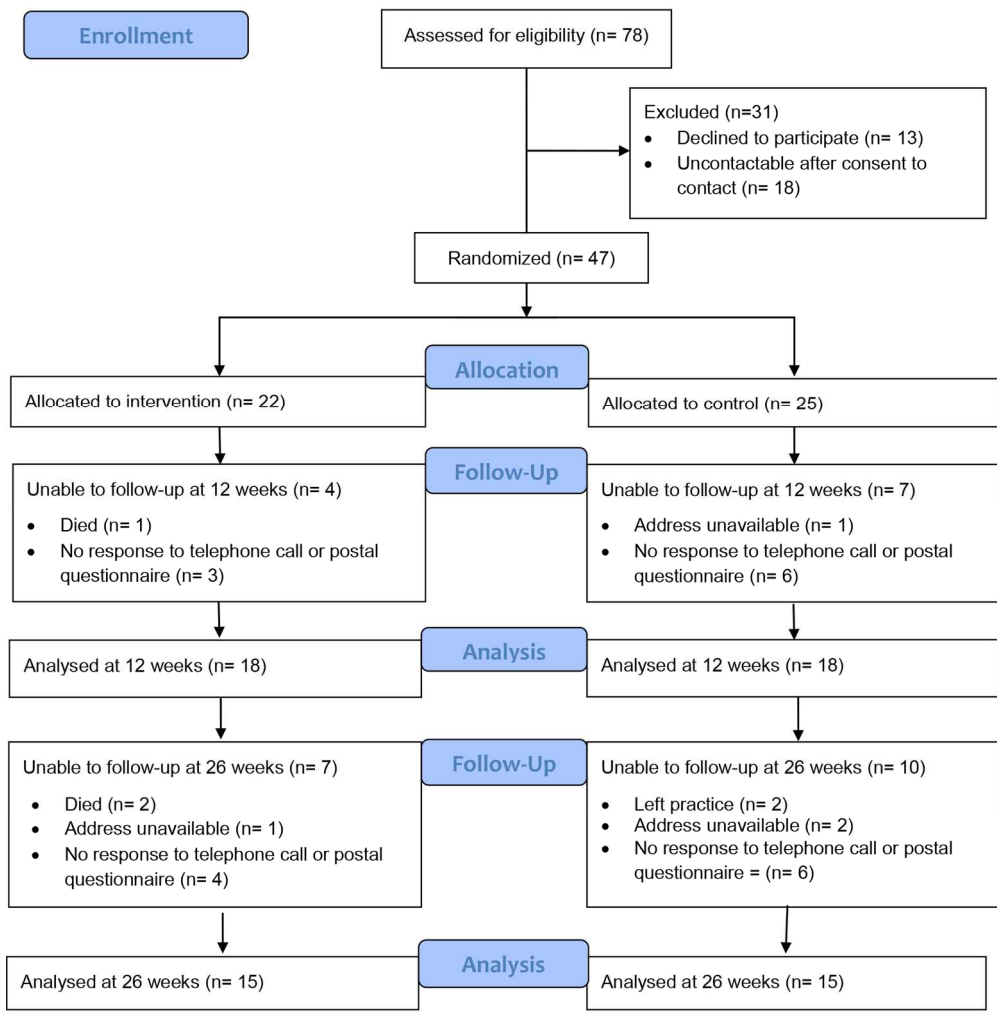 Enrollment
Assessed for eligibility (n= 78)
Excluded (n=31)
• Declined to participate (n= 13)
• Uncontactable after consent to
contact (n= 18)
Randomized (n= 47)
Allocation
Allocated to intervention (n= 22)
Allocated to control (n= 25)
Follow-Up
Unable to follow-up at 12 weeks (n= 4)
• Died (n= 1)
• No response to telephone call or postal
questionnaire (n= 3)
Unable to follow-up at 12 weeks (n= 7)
• Address unavailable (n= 1)
• No response to telephone call or postal
questionnaire (n= 6)
Analysis
Analysed at 12 weeks (n= 18)
Analysed at 12 weeks (n= 18)
Follow-Up
Unable to follow-up at 26 weeks (n= 7)
• Died (n= 2)
• Address unavailable (n= 1)
• No response to telephone call or postal
questionnaire (n= 4)
Unable to follow-up at 26 weeks (n= 10)
• Left practice (n= 2)
• Address unavailable (n= 2)
• No response to telephone call or postal
questionnaire = (n= 6)
Analysis
Analysed at 26 weeks (n= 15)
Analysed at 26 weeks (n= 15)